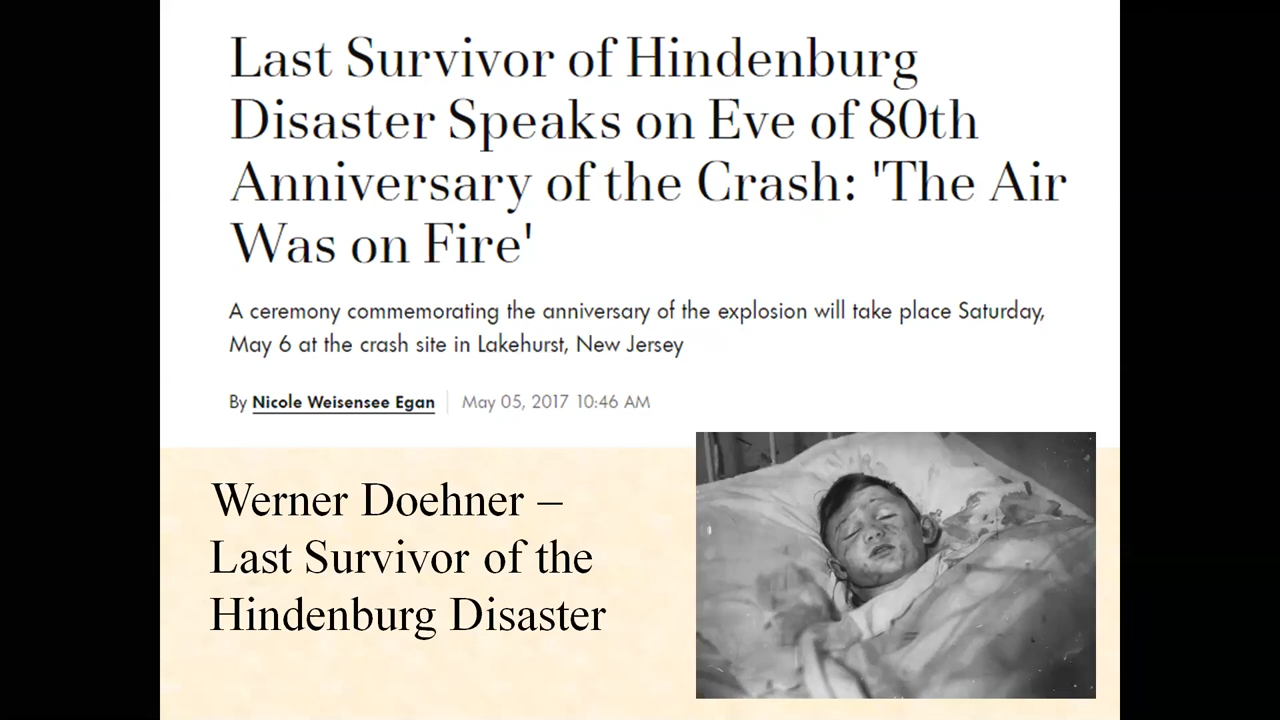 Last Survivor of Hindenburg
Disaster Speaks on Eve of 80th
Anniversary of the Crash: 'The Air
Was on Fire'
A ceremony commemorating the anniversary of the explosion will take place Saturday,
May 6 at the crash site in Lakehurst, New Jersey
By Nicole Weisensee Egan May 05, 2017 10:46 AM
Werner Doehner –
Last Survivor of the
Hindenburg Disaster